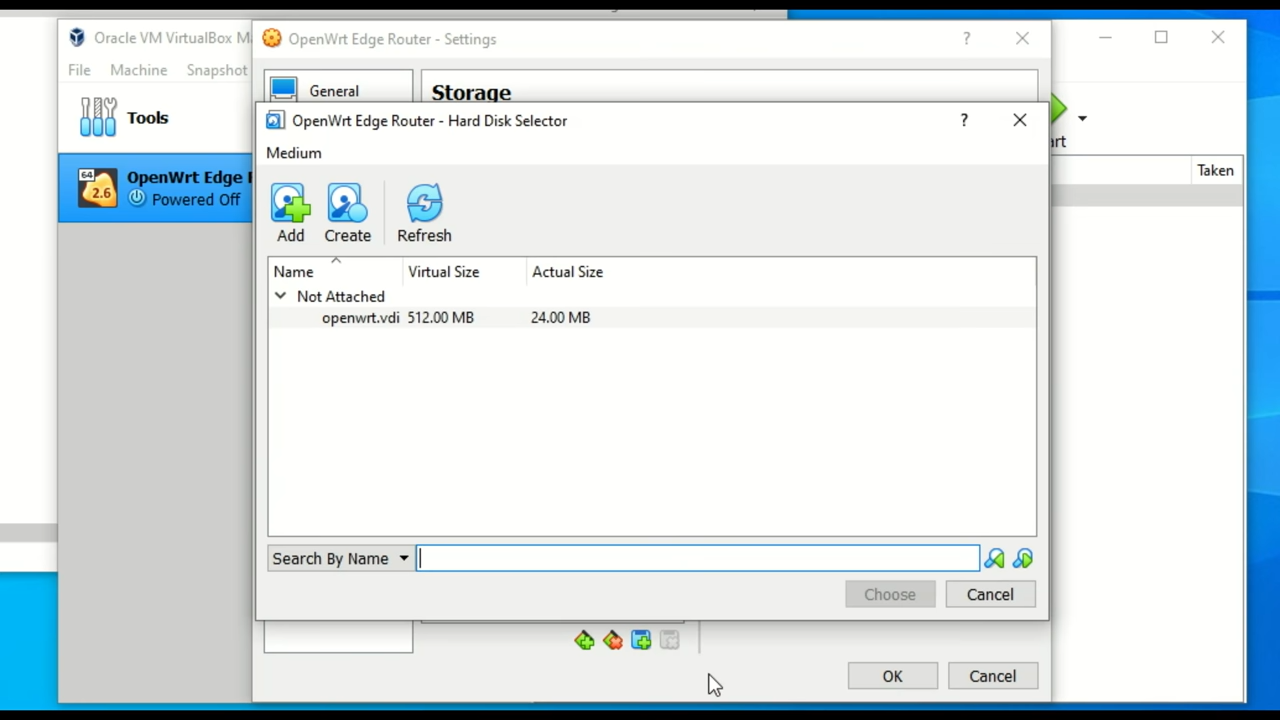 Oracle VM VirtualBox Ma
OpenWrt Edge Router - Settings
?
File Machine Snapshot
General
Storage
Tools
OpenWrt Edge Router - Hard Disk Selector
?
Medium
64
2.6
OpenWrt Edge R
Powered Off
Taken
Add Create Refresh
Name Virtual Size Actual Size
Not Attached
openwrt.vdi 512.00 MB 24.00 MB
Search By Name
Choose Cancel
OK Cancel